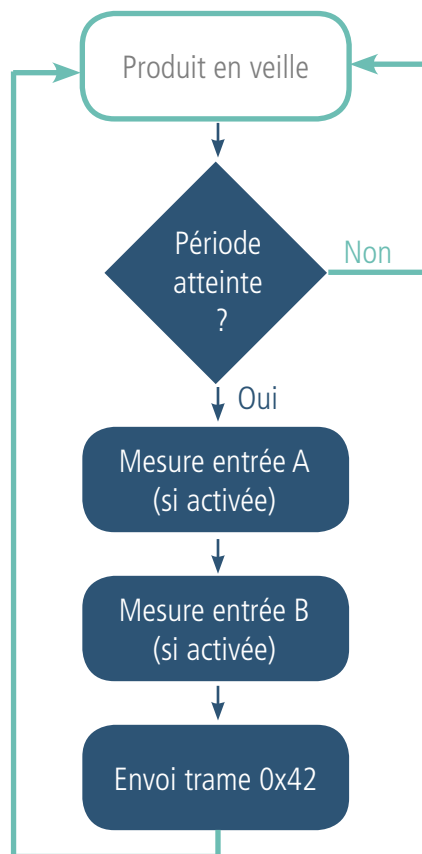 Produit en veille
Période
atteinte
?
Non
Oui
Mesure entrée A
(si activée)
Mesure entrée B
(si activée)
Envoi trame 0x42